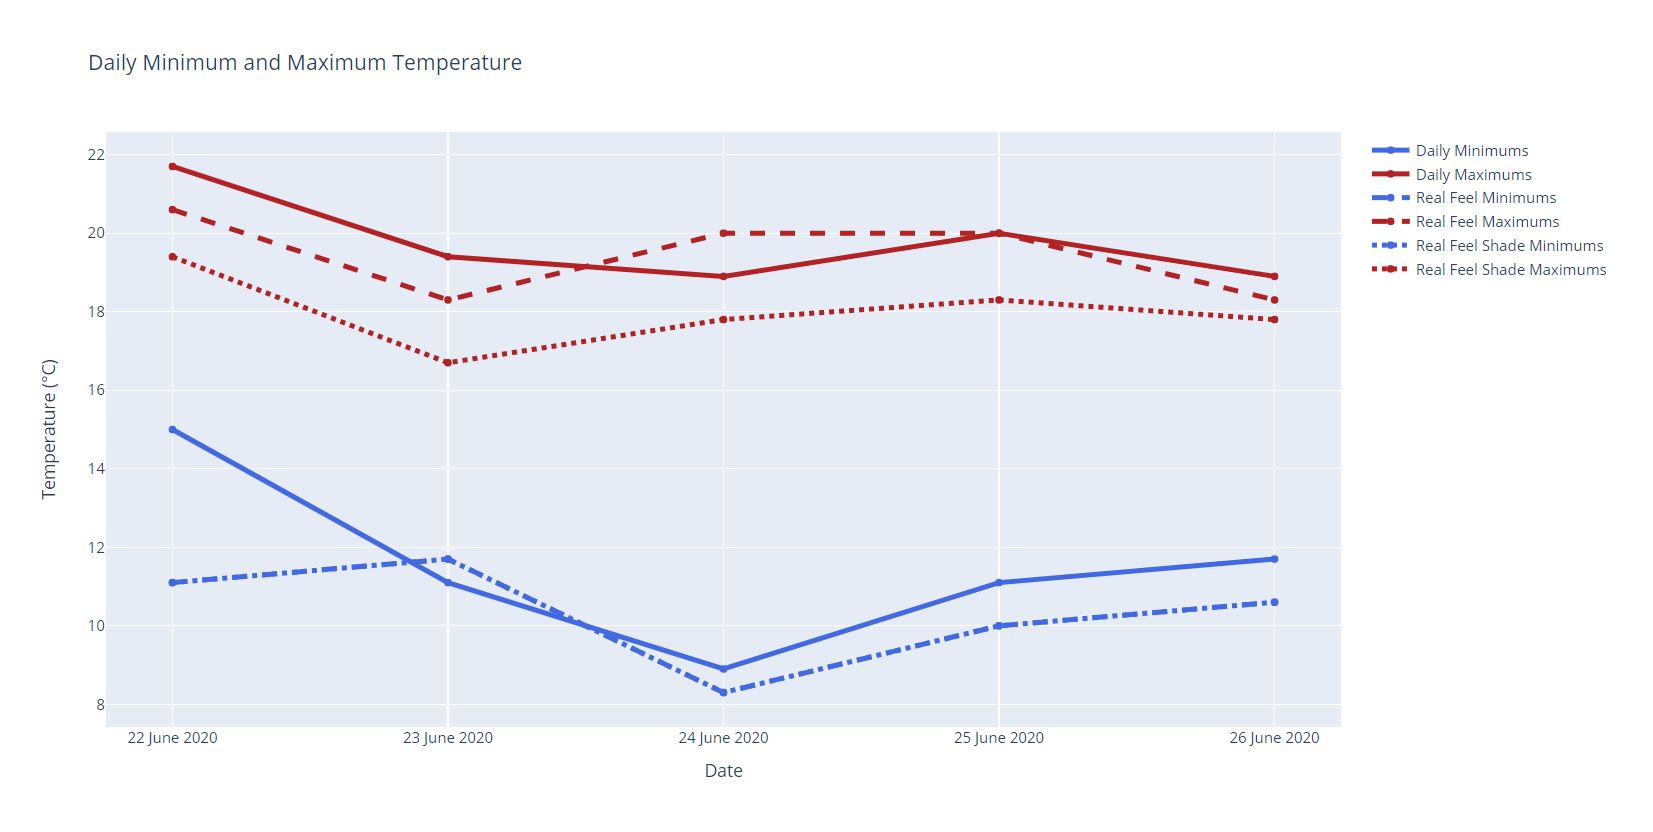 Daily Minimum and Maximum Temperature
Daily Minimums
Daily Maximums
Real Feel Minimums
Real Feel Maximums
Real Feel Shade Minimums
Real Feel Shade Maximums
Temperature (°C)
22
20
18
16
14
12
10
8
22 June 2020
23 June 2020
24 June 2020
25 June 2020
26 June 2020
Date